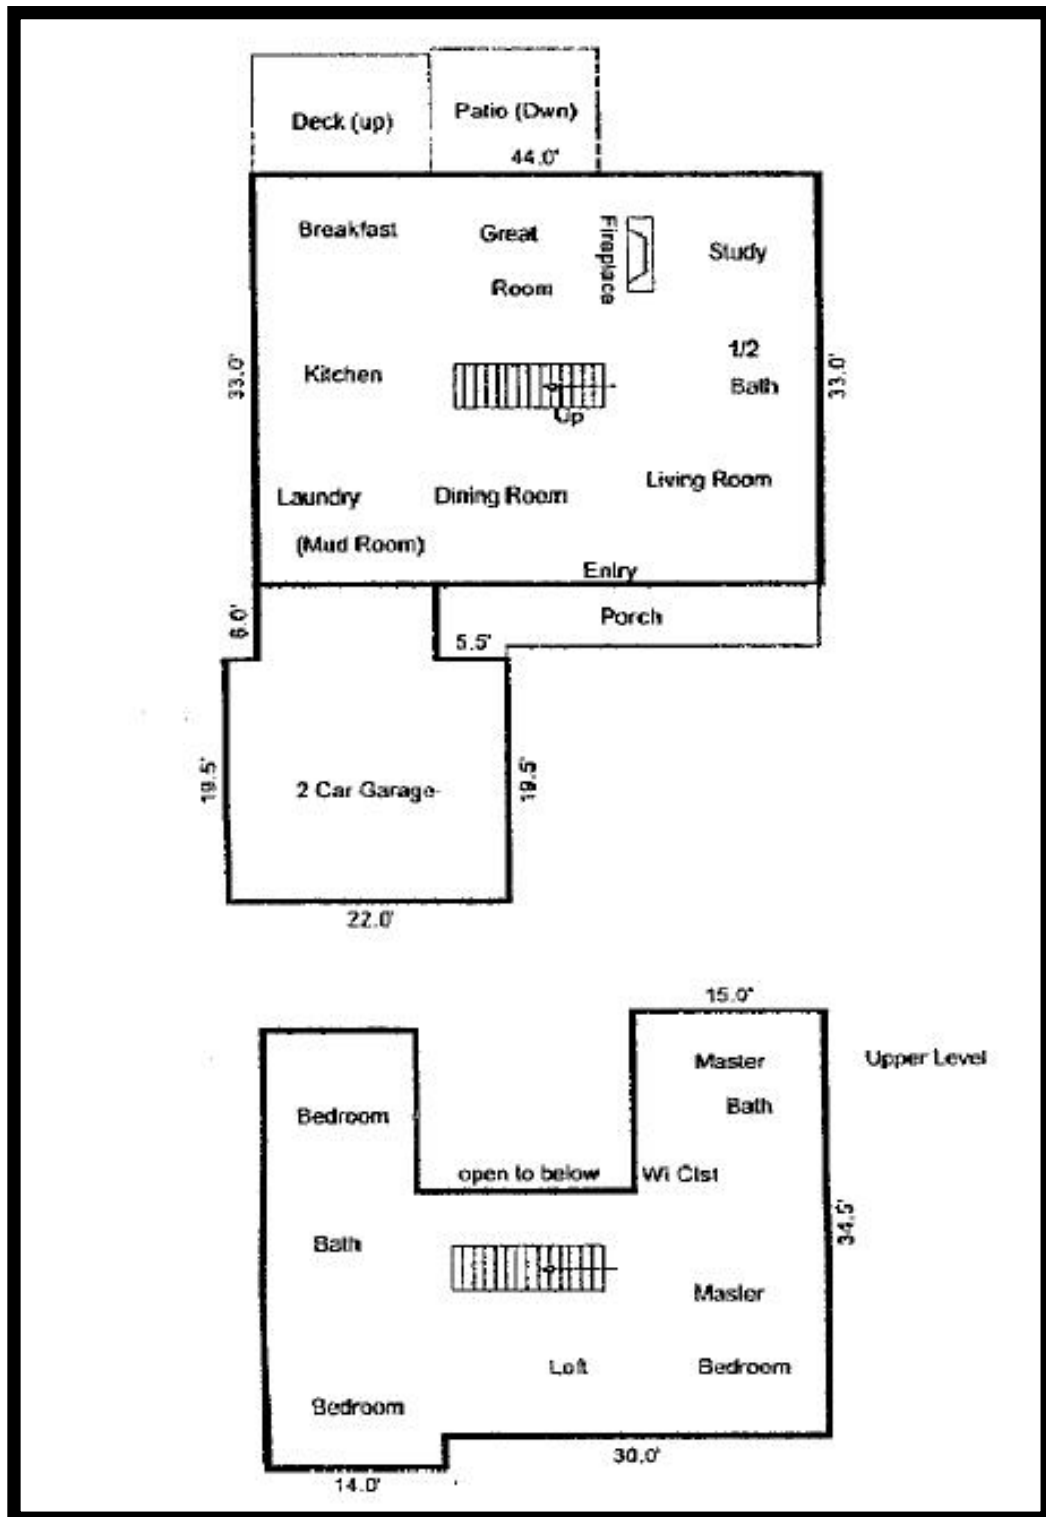 Deck (up)
Patio (Dwn)
44.0'
Breakfast
Great
Room
Fireplace
Study
33.0'
Kitchen
Up
1/2
Bath
33.0'
Laundry
(Mud Room)
Dining Room
Living Room
Entry
6.0'
5.5'
Porch
19.5'
2 Car Garage
19.5'
22.0'
15.0'
Master
Bath
Upper Level
Bedroom
open to below
Wi Clst
34.5'
Bath
Master
Bedroom
Loft
Bedroom
14.0'
30.0'